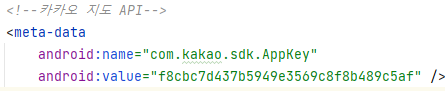 <!--카카오 지도 API-->
<meta-data
    android:name="com.kakao.sdk.AppKey"
    android:value="f8cbc7d437b5949e3569c8f8b489c5af" />